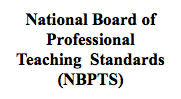 National Board of
Professional
Teaching Standards
(NBPTS)